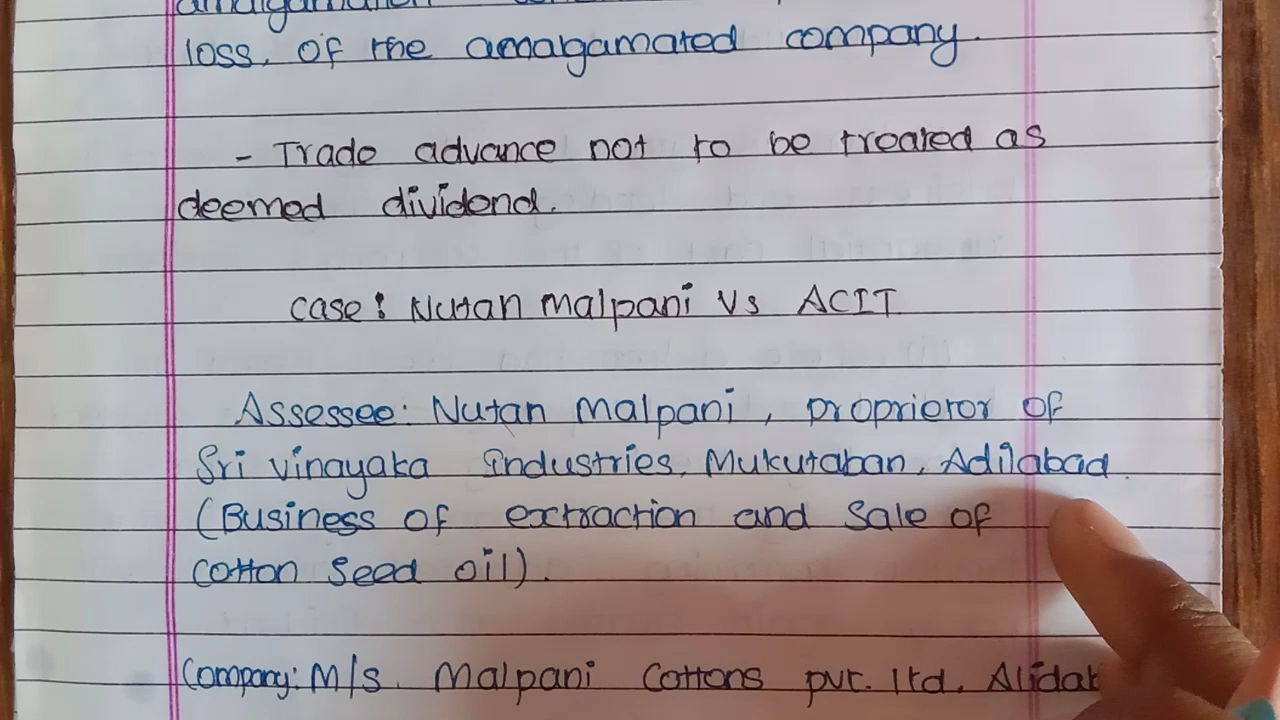 amalgamation
loss, of the amalgamated company.
- Trade advance not to be treated as
deemed dividend.
case: Nutan Malpani Vs ACIT
Assessee: Nutan Malpani, proprietor of
Sri Vinayaka Industries, Mukutaban, Adilabad.
(Business of extraction and Sale of
Cotton Seed oil).
Company: M/s. Malpani Cottons pvt. ltd. Alidab